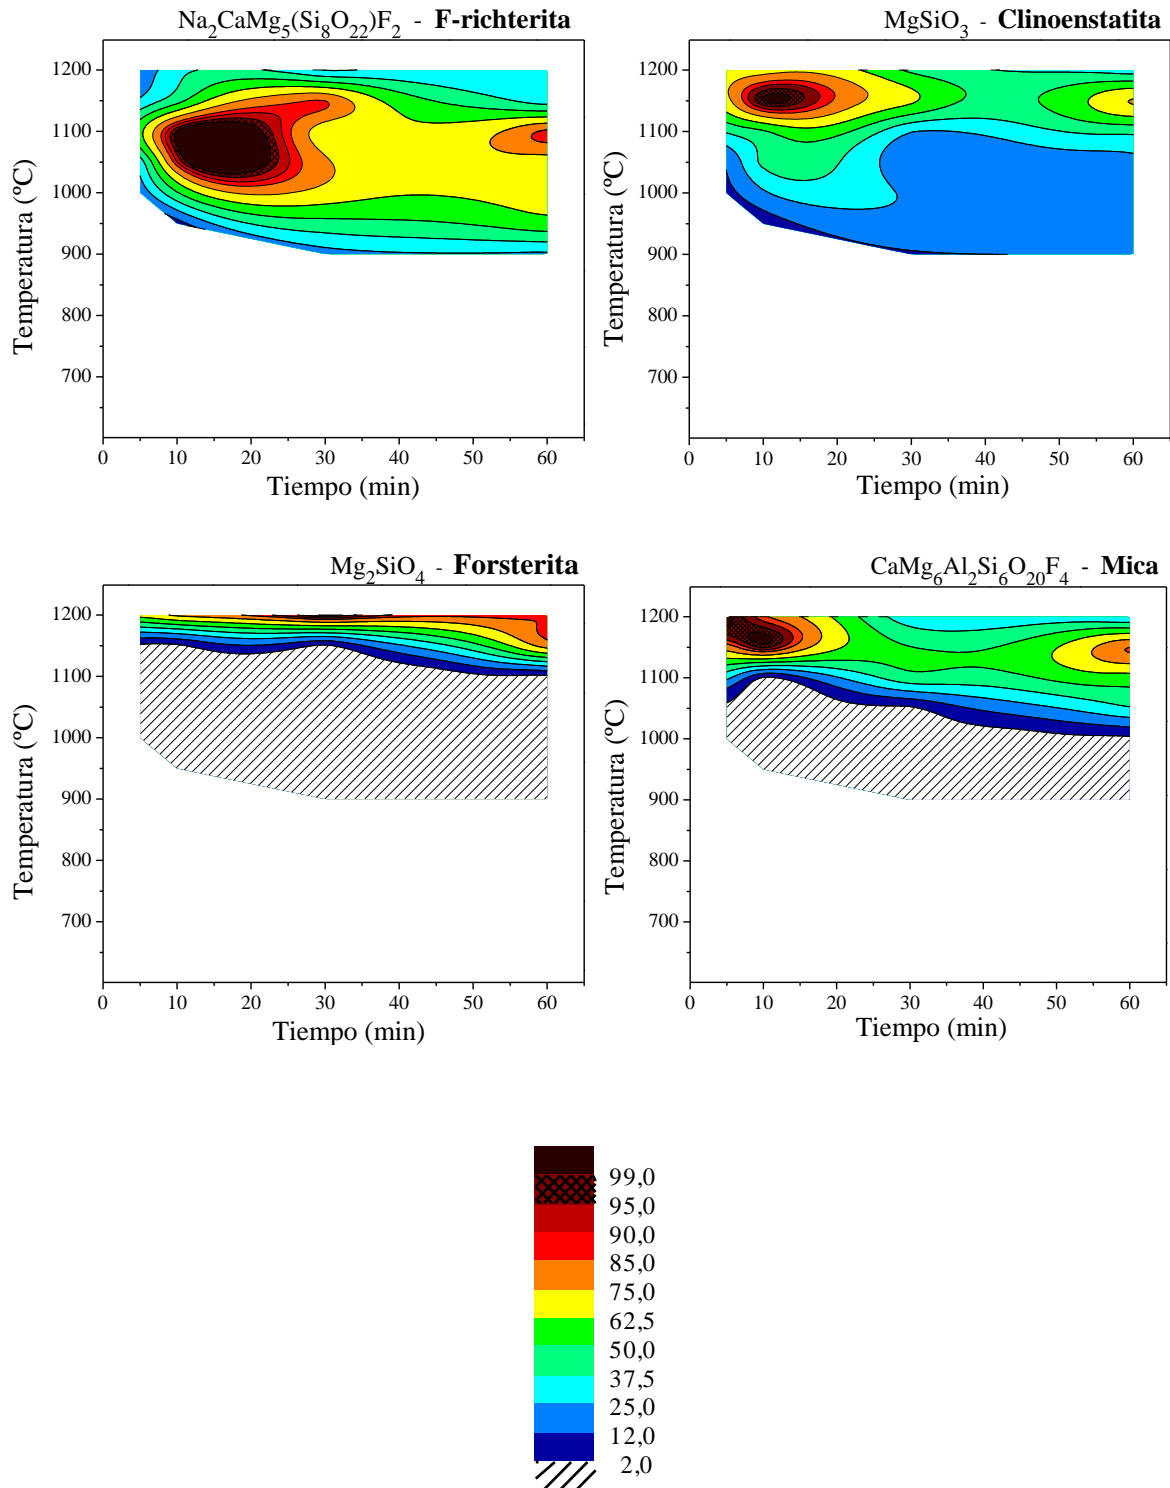 Na2CaMg5(Si8O22)F2 - F-richterita
1200
1100
1000
900
800
700
Temperatura (ºC)
0 10 20 30 40 50 60
Tiempo (min)
MgSiO3 - Clinoenstatita
1200
1100
1000
900
800
700
Temperatura (ºC)
0 10 20 30 40 50 60
Tiempo (min)
Mg2SiO4 - Forsterita
1200
1100
1000
900
800
700
Temperatura (ºC)
0 10 20 30 40 50 60
Tiempo (min)
CaMg6Al2Si6O20F4 - Mica
1200
1100
1000
900
800
700
Temperatura (ºC)
0 10 20 30 40 50 60
Tiempo (min)
99,0
95,0
90,0
85,0
75,0
62,5
50,0
37,5
25,0
12,0
2,0